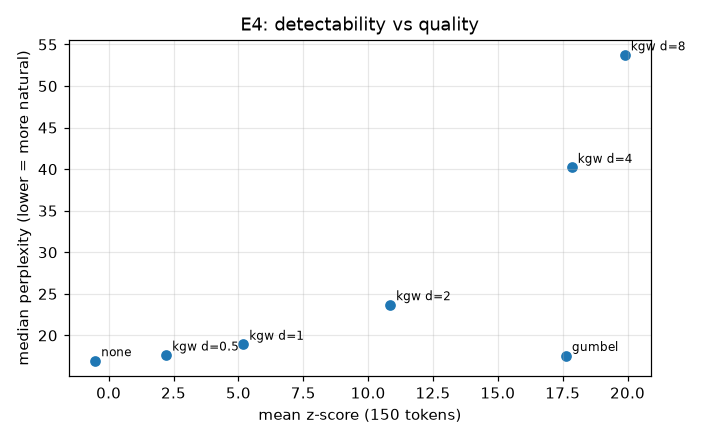 E4: detectability vs quality
median perplexity (lower = more natural)
55
50
45
40
35
30
25
20
kgw d=8
kgw d=4
kgw d=2
kgw d=1
kgw d=0.5
none
gumbel
0.0 2.5 5.0 7.5 10.0 12.5 15.0 17.5 20.0
mean z-score (150 tokens)